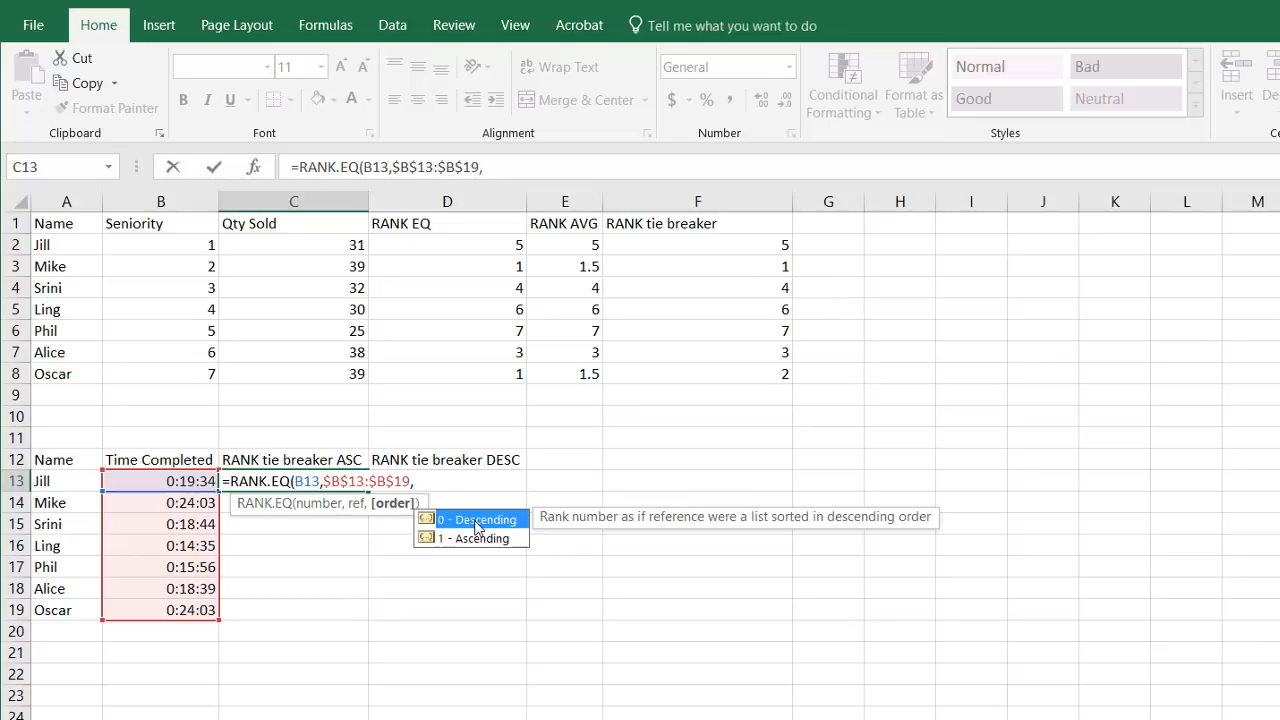 File Home Insert Page Layout Formulas Data Review View Acrobat Tell me what you want to do
Cut
Copy
Format Painter
Paste
Clipboard
11
B I U
A
Font
Wrap Text
Merge & Center
Alignment
General
$ % ,
Number
Conditional Formatting
Format as Table
Normal Bad
Good Neutral
Styles
Insert
C13 fx =RANK.EQ(B13,$B$13:$B$19,
A B C D E F G H I J K L M
1 Name Seniority Qty Sold RANK EQ RANK AVG RANK tie breaker
2 Jill 1 31 5 5 5
3 Mike 2 39 1 1.5 1
4 Srini 3 32 4 4 4
5 Ling 4 30 6 6 6
6 Phil 5 25 7 7 7
7 Alice 6 38 3 3 3
8 Oscar 7 39 1 1.5 2
9
10
11
12 Name Time Completed RANK tie breaker ASC RANK tie breaker DESC
13 Jill 0:19:34 =RANK.EQ(B13,$B$13:$B$19,
14 Mike 0:24:03 RANK.EQ(number, ref, [order])
15 Srini 0:18:44 0 - Descending Rank number as if reference were a list sorted in descending order
16 Ling 0:14:35 1 - Ascending
17 Phil 0:15:56
18 Alice 0:18:39
19 Oscar 0:24:03
20
21
22
23
24